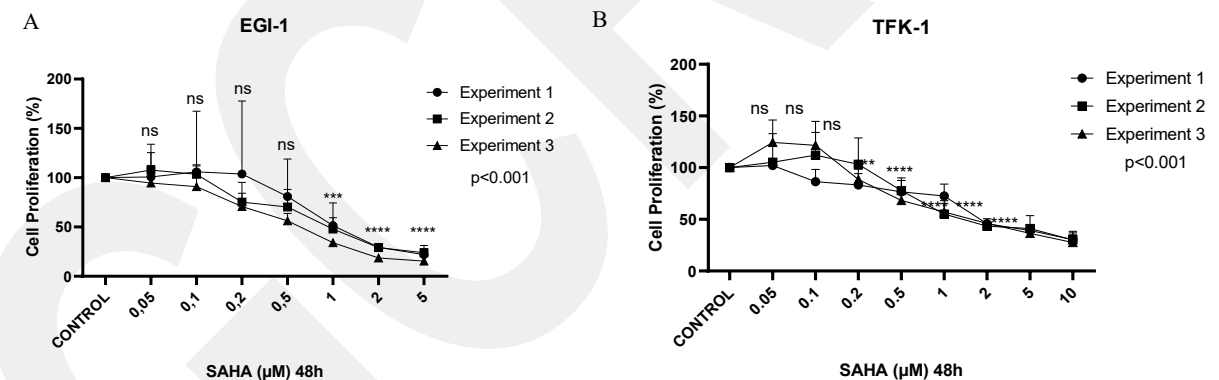 A
EGI-1
Cell Proliferation (%)
200
150
100
50
0
ns
ns
ns
ns
***
****
****
Experiment 1
Experiment 2
Experiment 3
p<0.001
CONTROL
0,05
0,1
0,2
0,5
1
2
5
SAHA (µM) 48h
B
TFK-1
Cell Proliferation (%)
200
150
100
50
0
ns
ns
ns
**
****
****
****
****
Experiment 1
Experiment 2
Experiment 3
p<0.001
CONTROL
0.05
0.1
0.2
0.5
1
2
5
10
SAHA (µM) 48h